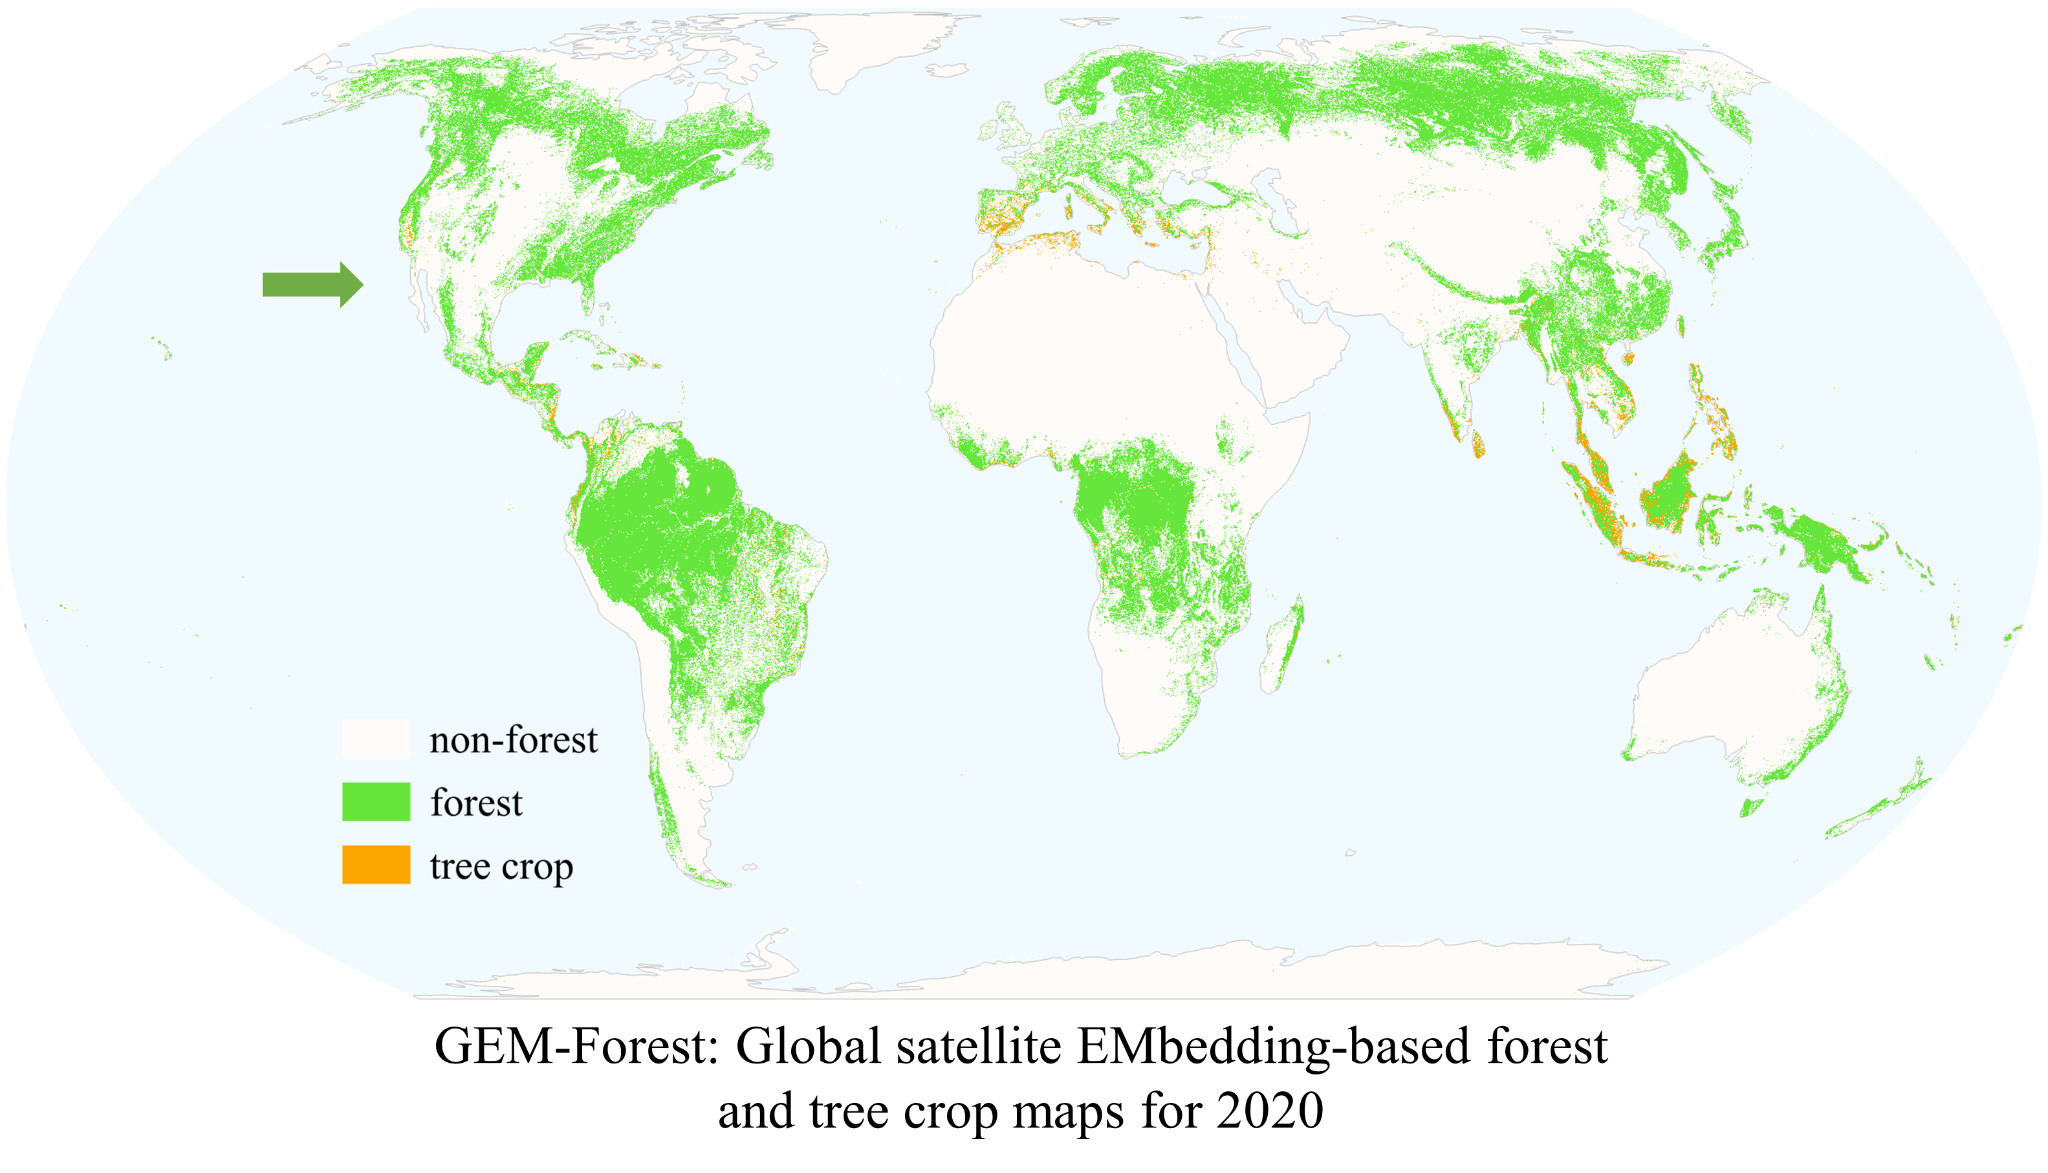 non-forest
forest
tree crop
GEM-Forest: Global satellite EMbedding-based forest
and tree crop maps for 2020